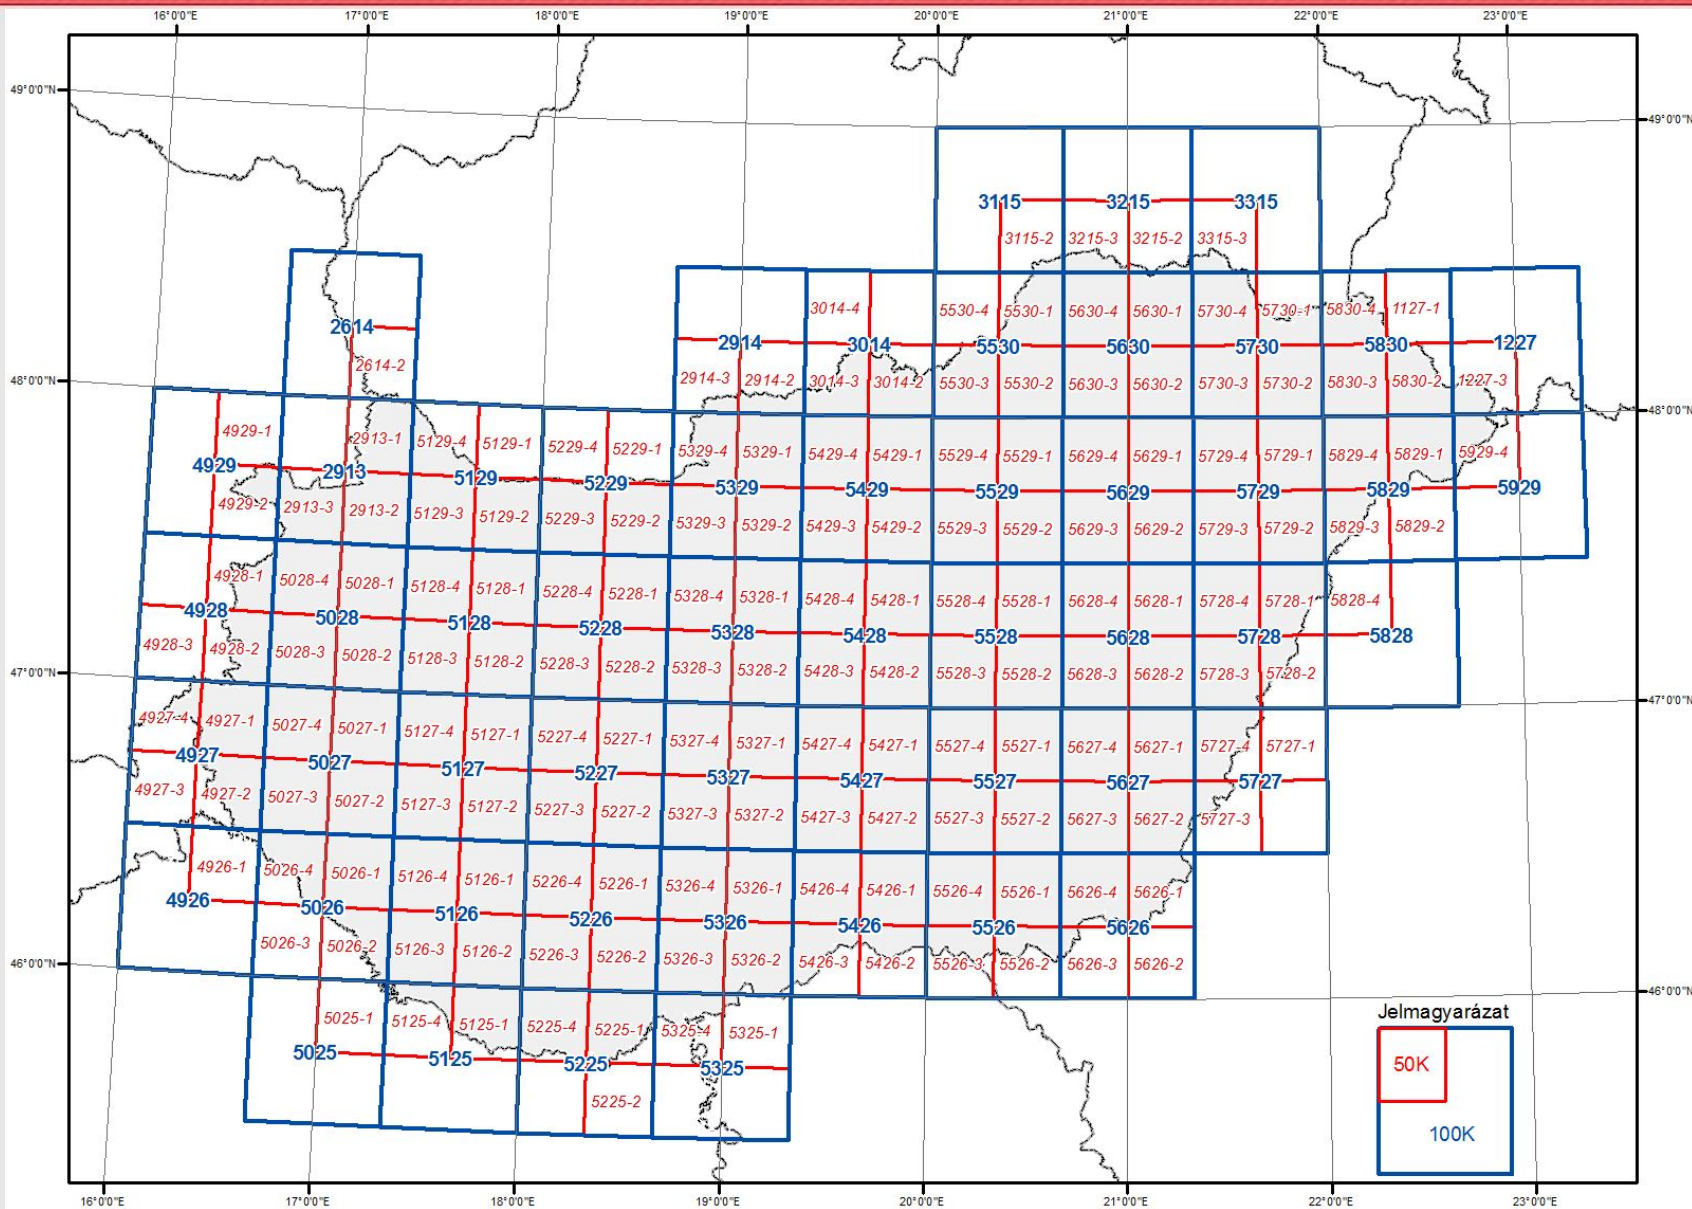 16°0'0"E 17°0'0"E 18°0'0"E 19°0'0"E 20°0'0"E 21°0'0"E 22°0'0"E 23°0'0"E
49°0'0"N
49°0'0"N
3115 3215 3315
3115-2 3215-3 3215-2 3315-3
3014-4 5530-4 5530-1 5630-4 5630-1 5730-4 5730-1 5830-4 1127-1
2614 2914 3014 5530 5630 5730 5830 1227
2614-2 2914-3 2914-2 3014-3 3014-2 5530-3 5530-2 5630-3 5630-2 5730-3 5730-2 5830-3 5830-2 1227-3
48°0'0"N
48°0'0"N
4929-1 2913-1 5129-4 5129-1 5229-4 5229-1 5329-4 5329-1 5429-4 5429-1 5529-4 5529-1 5629-4 5629-1 5729-4 5729-1 5829-4 5829-1 5929-4
4929 2913 5129 5229 5329 5429 5529 5629 5729 5829 5929
4929-2 2913-3 2913-2 5129-3 5129-2 5229-3 5229-2 5329-3 5329-2 5429-3 5429-2 5529-3 5529-2 5629-3 5629-2 5729-3 5729-2 5829-3 5829-2
4928-1 5028-4 5028-1 5128-4 5128-1 5228-4 5228-1 5328-4 5328-1 5428-4 5428-1 5528-4 5528-1 5628-4 5628-1 5728-4 5728-1 5828-4
4928 5028 5128 5228 5328 5428 5528 5628 5728 5828
4928-3 4928-2 5028-3 5028-2 5128-3 5128-2 5228-3 5228-2 5328-3 5328-2 5428-3 5428-2 5528-3 5528-2 5628-3 5628-2 5728-3 5728-2
47°0'0"N
47°0'0"N
4927-4 4927-1 5027-4 5027-1 5127-4 5127-1 5227-4 5227-1 5327-4 5327-1 5427-4 5427-1 5527-4 5527-1 5627-4 5627-1 5727-4 5727-1
4927 5027 5127 5227 5327 5427 5527 5627 5727
4927-3 4927-2 5027-3 5027-2 5127-3 5127-2 5227-3 5227-2 5327-3 5327-2 5427-3 5427-2 5527-3 5527-2 5627-3 5627-2 5727-3
4926-1 5026-4 5026-1 5126-4 5126-1 5226-4 5226-1 5326-4 5326-1 5426-4 5426-1 5526-4 5526-1 5626-4 5626-1
4926 5026 5126 5226 5326 5426 5526 5626
5026-3 5026-2 5126-3 5126-2 5226-3 5226-2 5326-3 5326-2 5426-3 5426-2 5526-3 5526-2 5626-3 5626-2
46°0'0"N
46°0'0"N
5025-1 5125-4 5125-1 5225-4 5225-1 5325-4 5325-1
5025 5125 5225 5325
5225-2
Jelmagyarázat
50K
100K
16°0'0"E 17°0'0"E 18°0'0"E 19°0'0"E 20°0'0"E 21°0'0"E 22°0'0"E 23°0'0"E